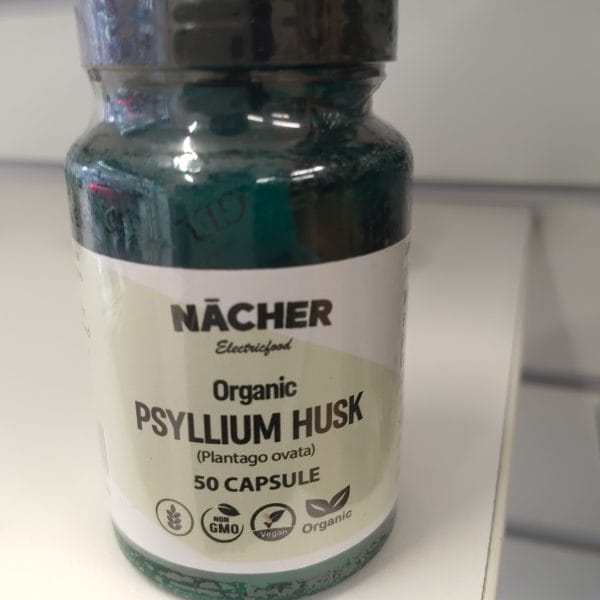 NĀCHER
Electricfood
Organic
PSYLLIUM HUSK
(Plantago ovata)
50 CAPSULE
NON
GMO
Vegan
Organic